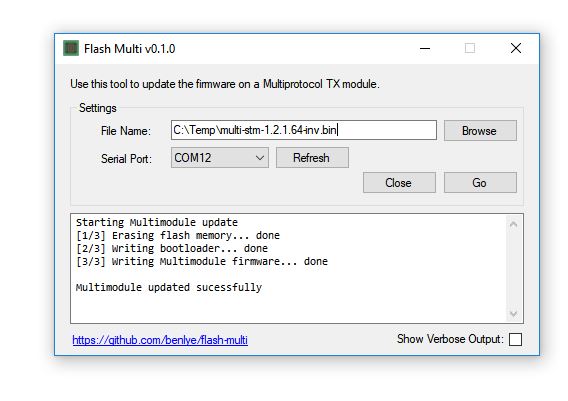 Flash Multi v0.1.0
Use this tool to update the firmware on a Multiprotocol TX module.
Settings
File Name: C:\Temp\multi-stm-1.2.1.64-inv.bin Browse
Serial Port: COM12 Refresh
Close Go
Starting Multimodule update
[1/3] Erasing flash memory... done
[2/3] Writing bootloader... done
[3/3] Writing Multimodule firmware... done
Multimodule updated sucessfully
https://github.com/benlye/flash-multi Show Verbose Output: